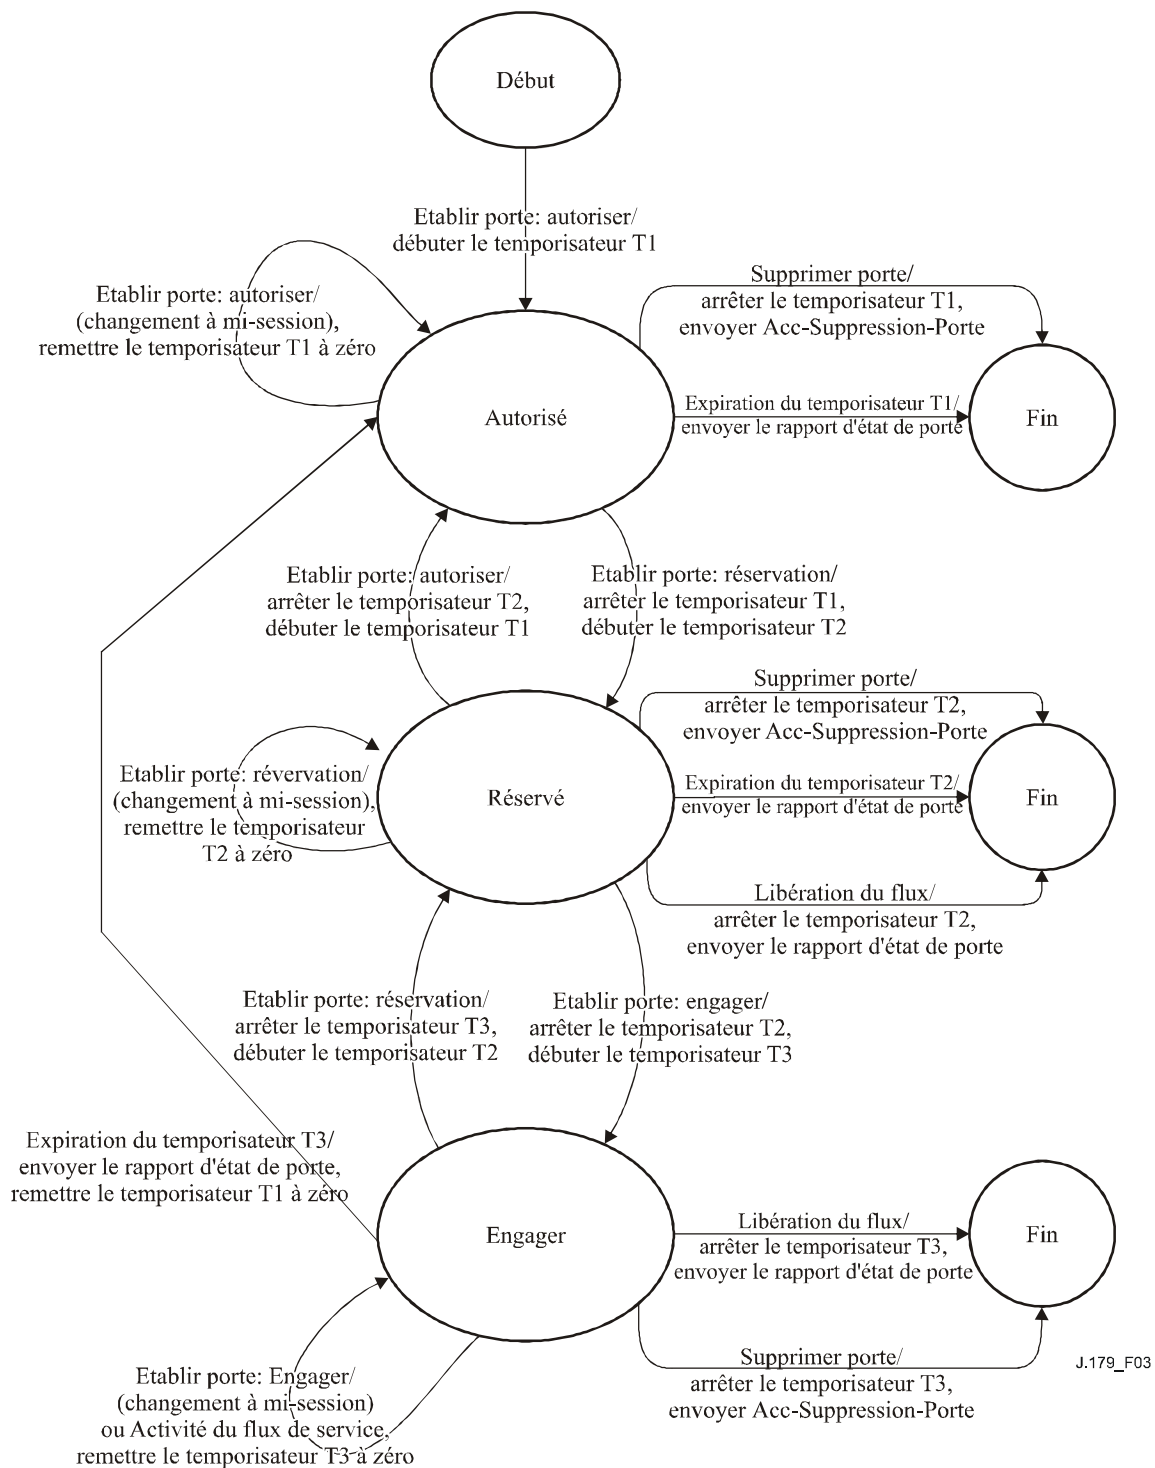 Début
Etablir porte: autoriser/
débuter le temporisateur T1
Etablir porte: autoriser/
(changement à mi-session),
remettre le temporisateur T1 à zéro
Supprimer porte/
arrêter le temporisateur T1,
envoyer Acc-Suppression-Porte
Autorisé
Expiration du temporisateur T1/
envoyer le rapport d'état de porte
Fin
Etablir porte: autoriser/
arrêter le temporisateur T2,
débuter le temporisateur T1
Etablir porte: réservation/
arrêter le temporisateur T1,
débuter le temporisateur T2
Supprimer porte/
arrêter le temporisateur T2,
envoyer Acc-Suppression-Porte
Etablir porte: révervation/
(changement à mi-session),
remettre le temporisateur
T2 à zéro
Réservé
Expiration du temporisateur T2/
envoyer le rapport d'état de porte
Fin
Libération du flux/
arrêter le temporisateur T2,
envoyer le rapport d'état de porte
Etablir porte: réservation/
arrêter le temporisateur T3,
débuter le temporisateur T2
Etablir porte: engager/
arrêter le temporisateur T2,
débuter le temporisateur T3
Expiration du temporisateur T3/
envoyer le rapport d'état de porte,
remettre le temporisateur T1 à zéro
Engager
Libération du flux/
arrêter le temporisateur T3,
envoyer le rapport d'état de porte
Fin
Supprimer porte/
arrêter le temporisateur T3,
envoyer Acc-Suppression-Porte
Etablir porte: Engager/
(changement à mi-session)
ou Activité du flux de service,
remettre le temporisateur T3 à zéro
J.179_F03